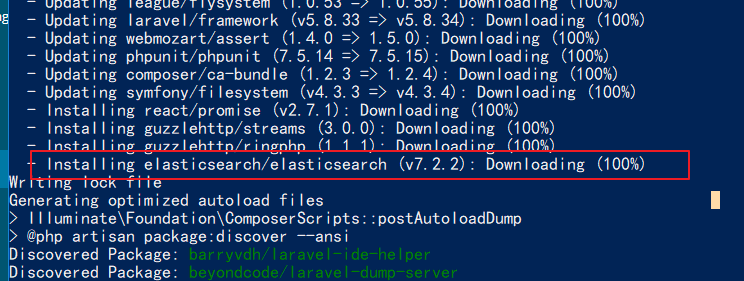 - Updating league/flysystem (1.0.53 => 1.0.55): Downloading (100%)
- Updating laravel/framework (v5.8.33 => v5.8.34): Downloading (100%)
- Updating webmozart/assert (1.4.0 => 1.5.0): Downloading (100%)
- Updating phpunit/phpunit (7.5.14 => 7.5.15): Downloading (100%)
- Updating composer/ca-bundle (1.2.3 => 1.2.4): Downloading (100%)
- Updating symfony/filesystem (v4.3.3 => v4.3.4): Downloading (100%)
- Installing react/promise (v2.7.1): Downloading (100%)
- Installing guzzlehttp/streams (3.0.0): Downloading (100%)
- Installing guzzlehttp/ringphp (1.1.1): Downloading (100%)
- Installing elasticsearch/elasticsearch (v7.2.2): Downloading (100%)
Writing lock file
Generating optimized autoload files
> Illuminate\Foundation\ComposerScripts::postAutoloadDump
> @php artisan package:discover --ansi
Discovered Package: barryvdh/laravel-ide-helper
Discovered Package: beyondcode/laravel-dump-server